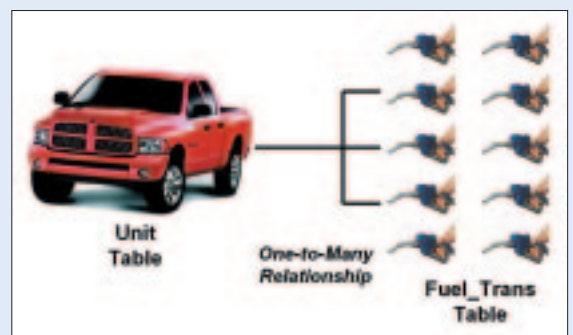 Unit
Table
One-to-Many
Relationship
Fuel_Trans
Table